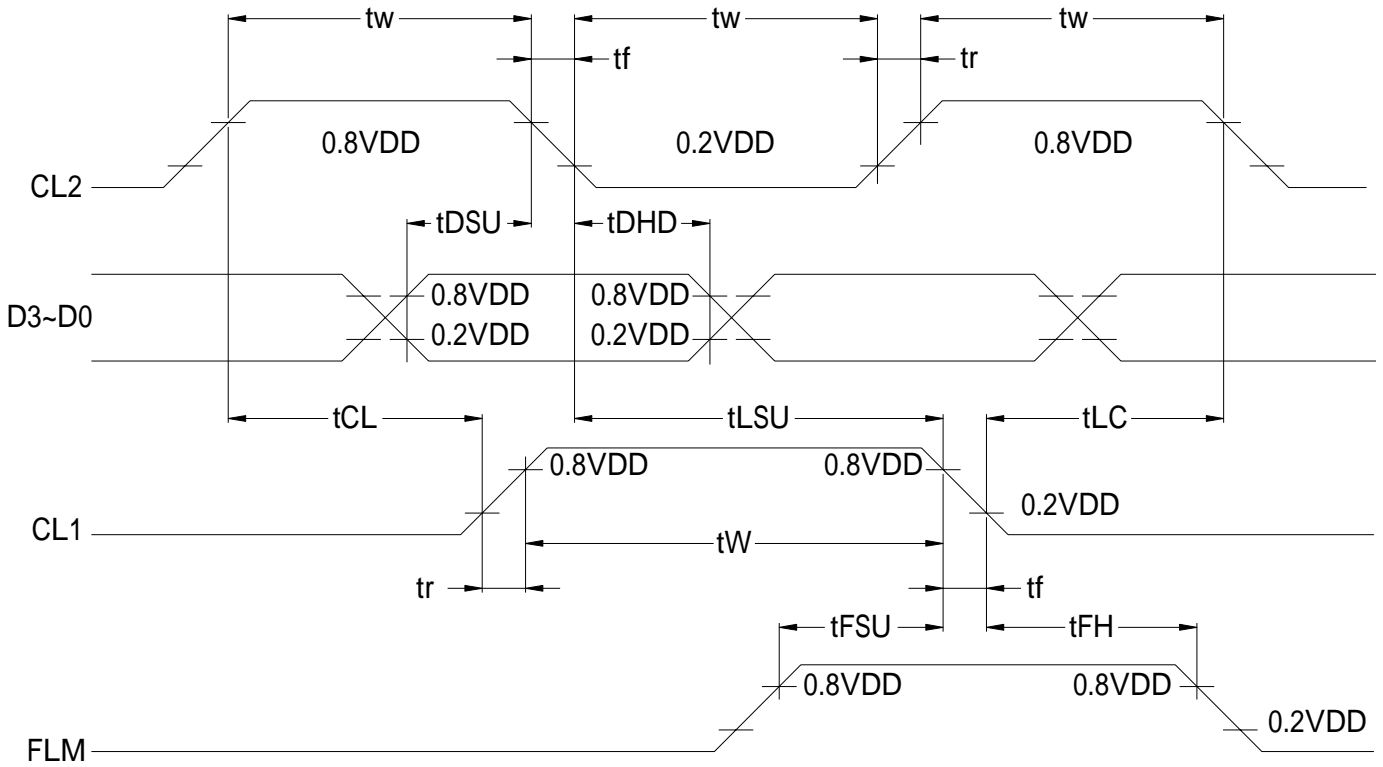 tw tw tw
tf tr
0.8VDD 0.2VDD 0.8VDD
CL2
tDSU tDHD
0.8VDD 0.8VDD
D3~D0
0.2VDD 0.2VDD
tCL tLSU tLC
0.8VDD 0.8VDD
0.2VDD
CL1
tW
tr tf
tFSU tFH
0.8VDD 0.8VDD
0.2VDD
FLM